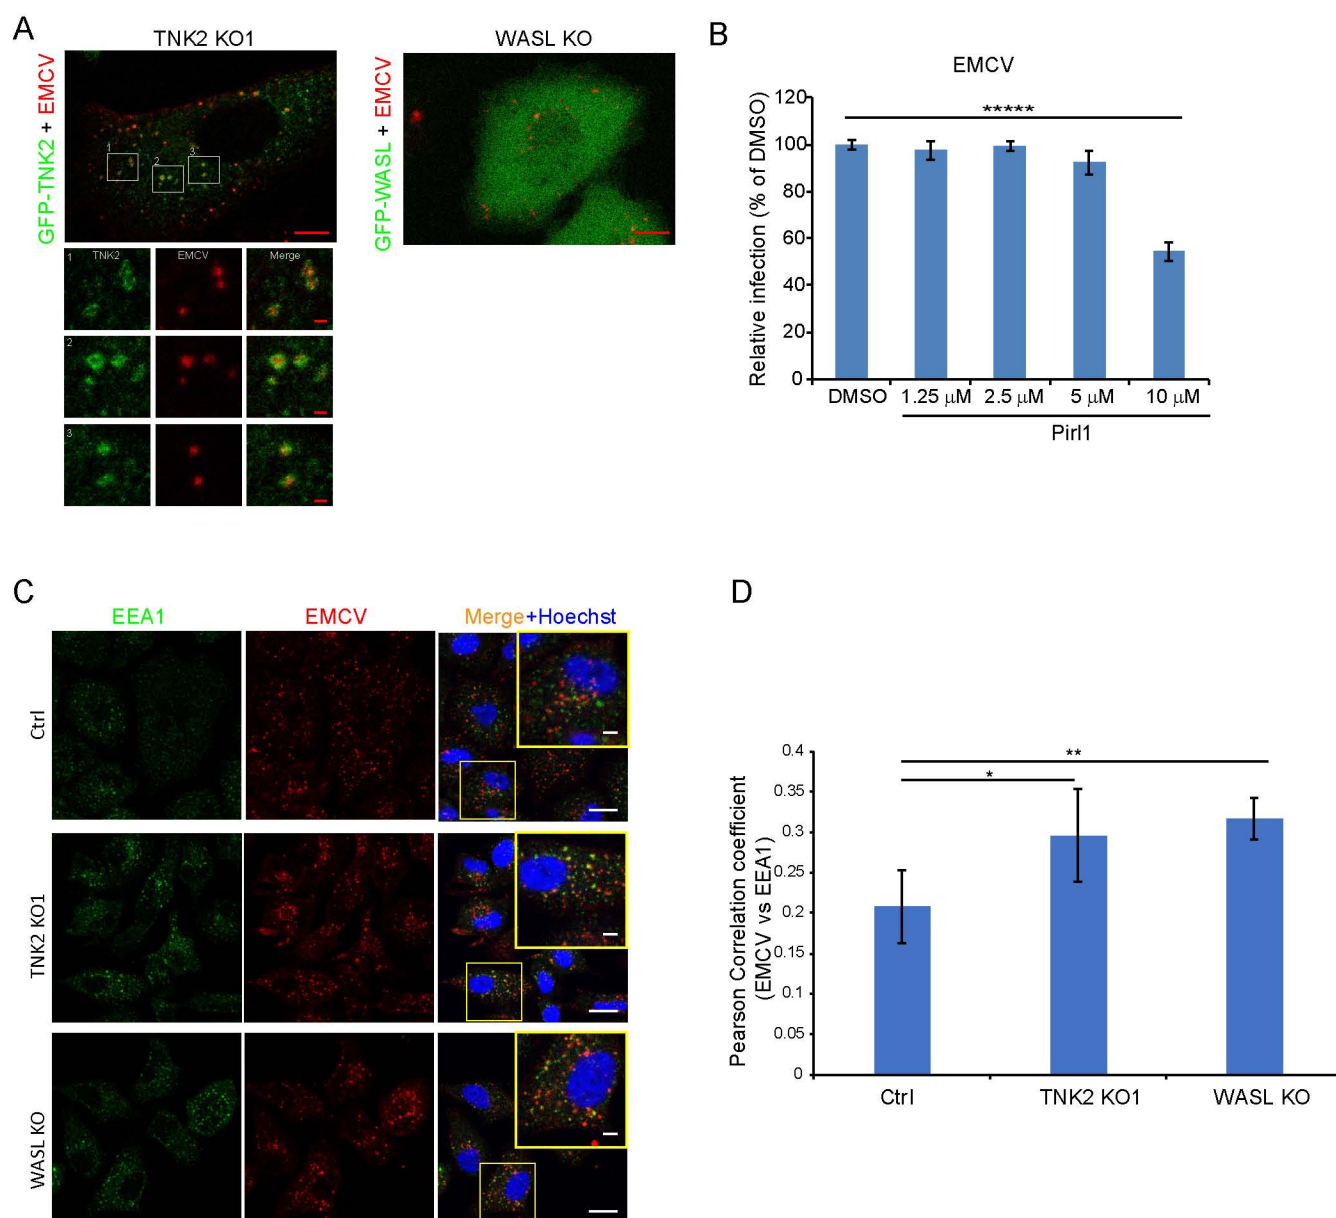 A
TNK2 KO1
WASL KO
GFP-TNK2 + EMCV
GFP-WASL + EMCV
1
2
3
1
TNK2
EMCV
Merge
2
3
B
EMCV
*****
Relative infection (% of DMSO)
120
100
80
60
40
20
0
DMSO
1.25 µM
2.5 µM
5 µM
10 µM
Pirl1
C
EEA1
EMCV
Merge+Hoechst
Ctrl
TNK2 KO1
WASL KO
D
Pearson Correlation coefficient
(EMCV vs EEA1)
0.4
0.35
0.3
0.25
0.2
0.15
0.1
0.05
0
**
*
Ctrl
TNK2 KO1
WASL KO